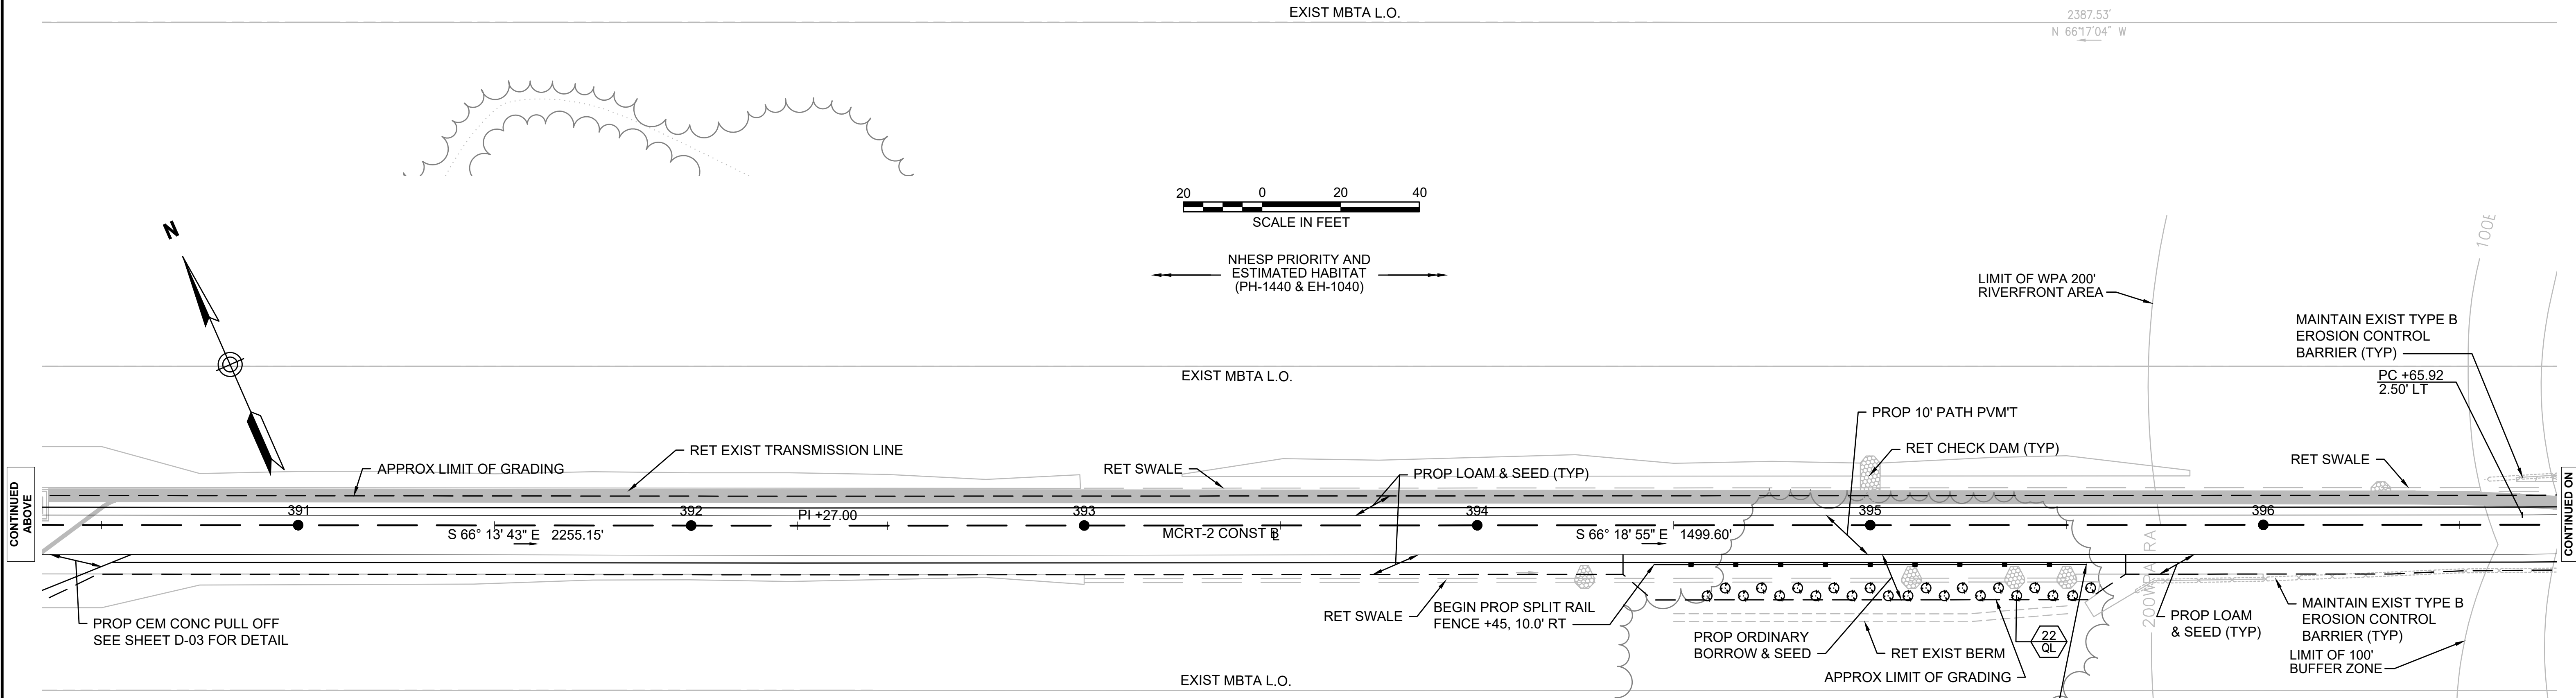 EXIST MBTA L.O.
2387.53'
N 66°17'04" W
20 0 20 40
SCALE IN FEET
N
NHESP PRIORITY AND
ESTIMATED HABITAT
(PH-1440 & EH-1040)
LIMIT OF WPA 200'
RIVERFRONT AREA
MAINTAIN EXIST TYPE B
EROSION CONTROL
BARRIER (TYP)
PC +65.92
2.50' LT
EXIST MBTA L.O.
PROP 10' PATH PVM'T
RET CHECK DAM (TYP)
RET EXIST TRANSMISSION LINE
APPROX LIMIT OF GRADING
RET SWALE
PROP LOAM & SEED (TYP)
RET SWALE
CONTINUED
ABOVE
CONTINUED ON
391 392 393 394 395 396
PI +27.00
S 66° 13' 43" E 2255.15'
MCRT-2 CONST BL
S 66° 18' 55" E 1499.60'
PROP CEM CONC PULL OFF
SEE SHEET D-03 FOR DETAIL
RET SWALE
BEGIN PROP SPLIT RAIL
FENCE +45, 10.0' RT
PROP ORDINARY
BORROW & SEED
RET EXIST BERM
APPROX LIMIT OF GRADING
22
QL
PROP LOAM
& SEED (TYP)
MAINTAIN EXIST TYPE B
EROSION CONTROL
BARRIER (TYP)
LIMIT OF 100'
BUFFER ZONE
EXIST MBTA L.O.